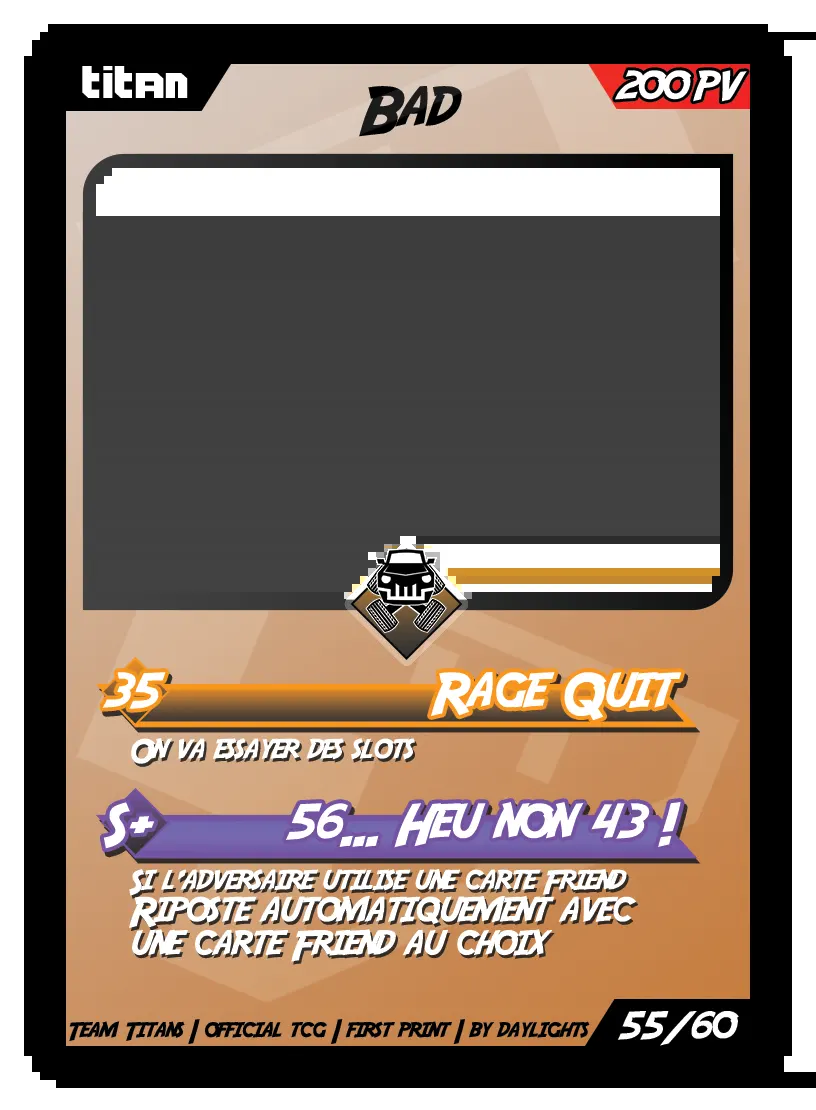 titan
Bad
200 PV
35
Rage Quit
On va essayer des slots
S+
56... Heu non 43 !
Si l'adversaire utilise une carte Friend
Riposte automatiquement avec
une carte Friend au choix
Team Titans | official tcg | first print | by daylights
55/60